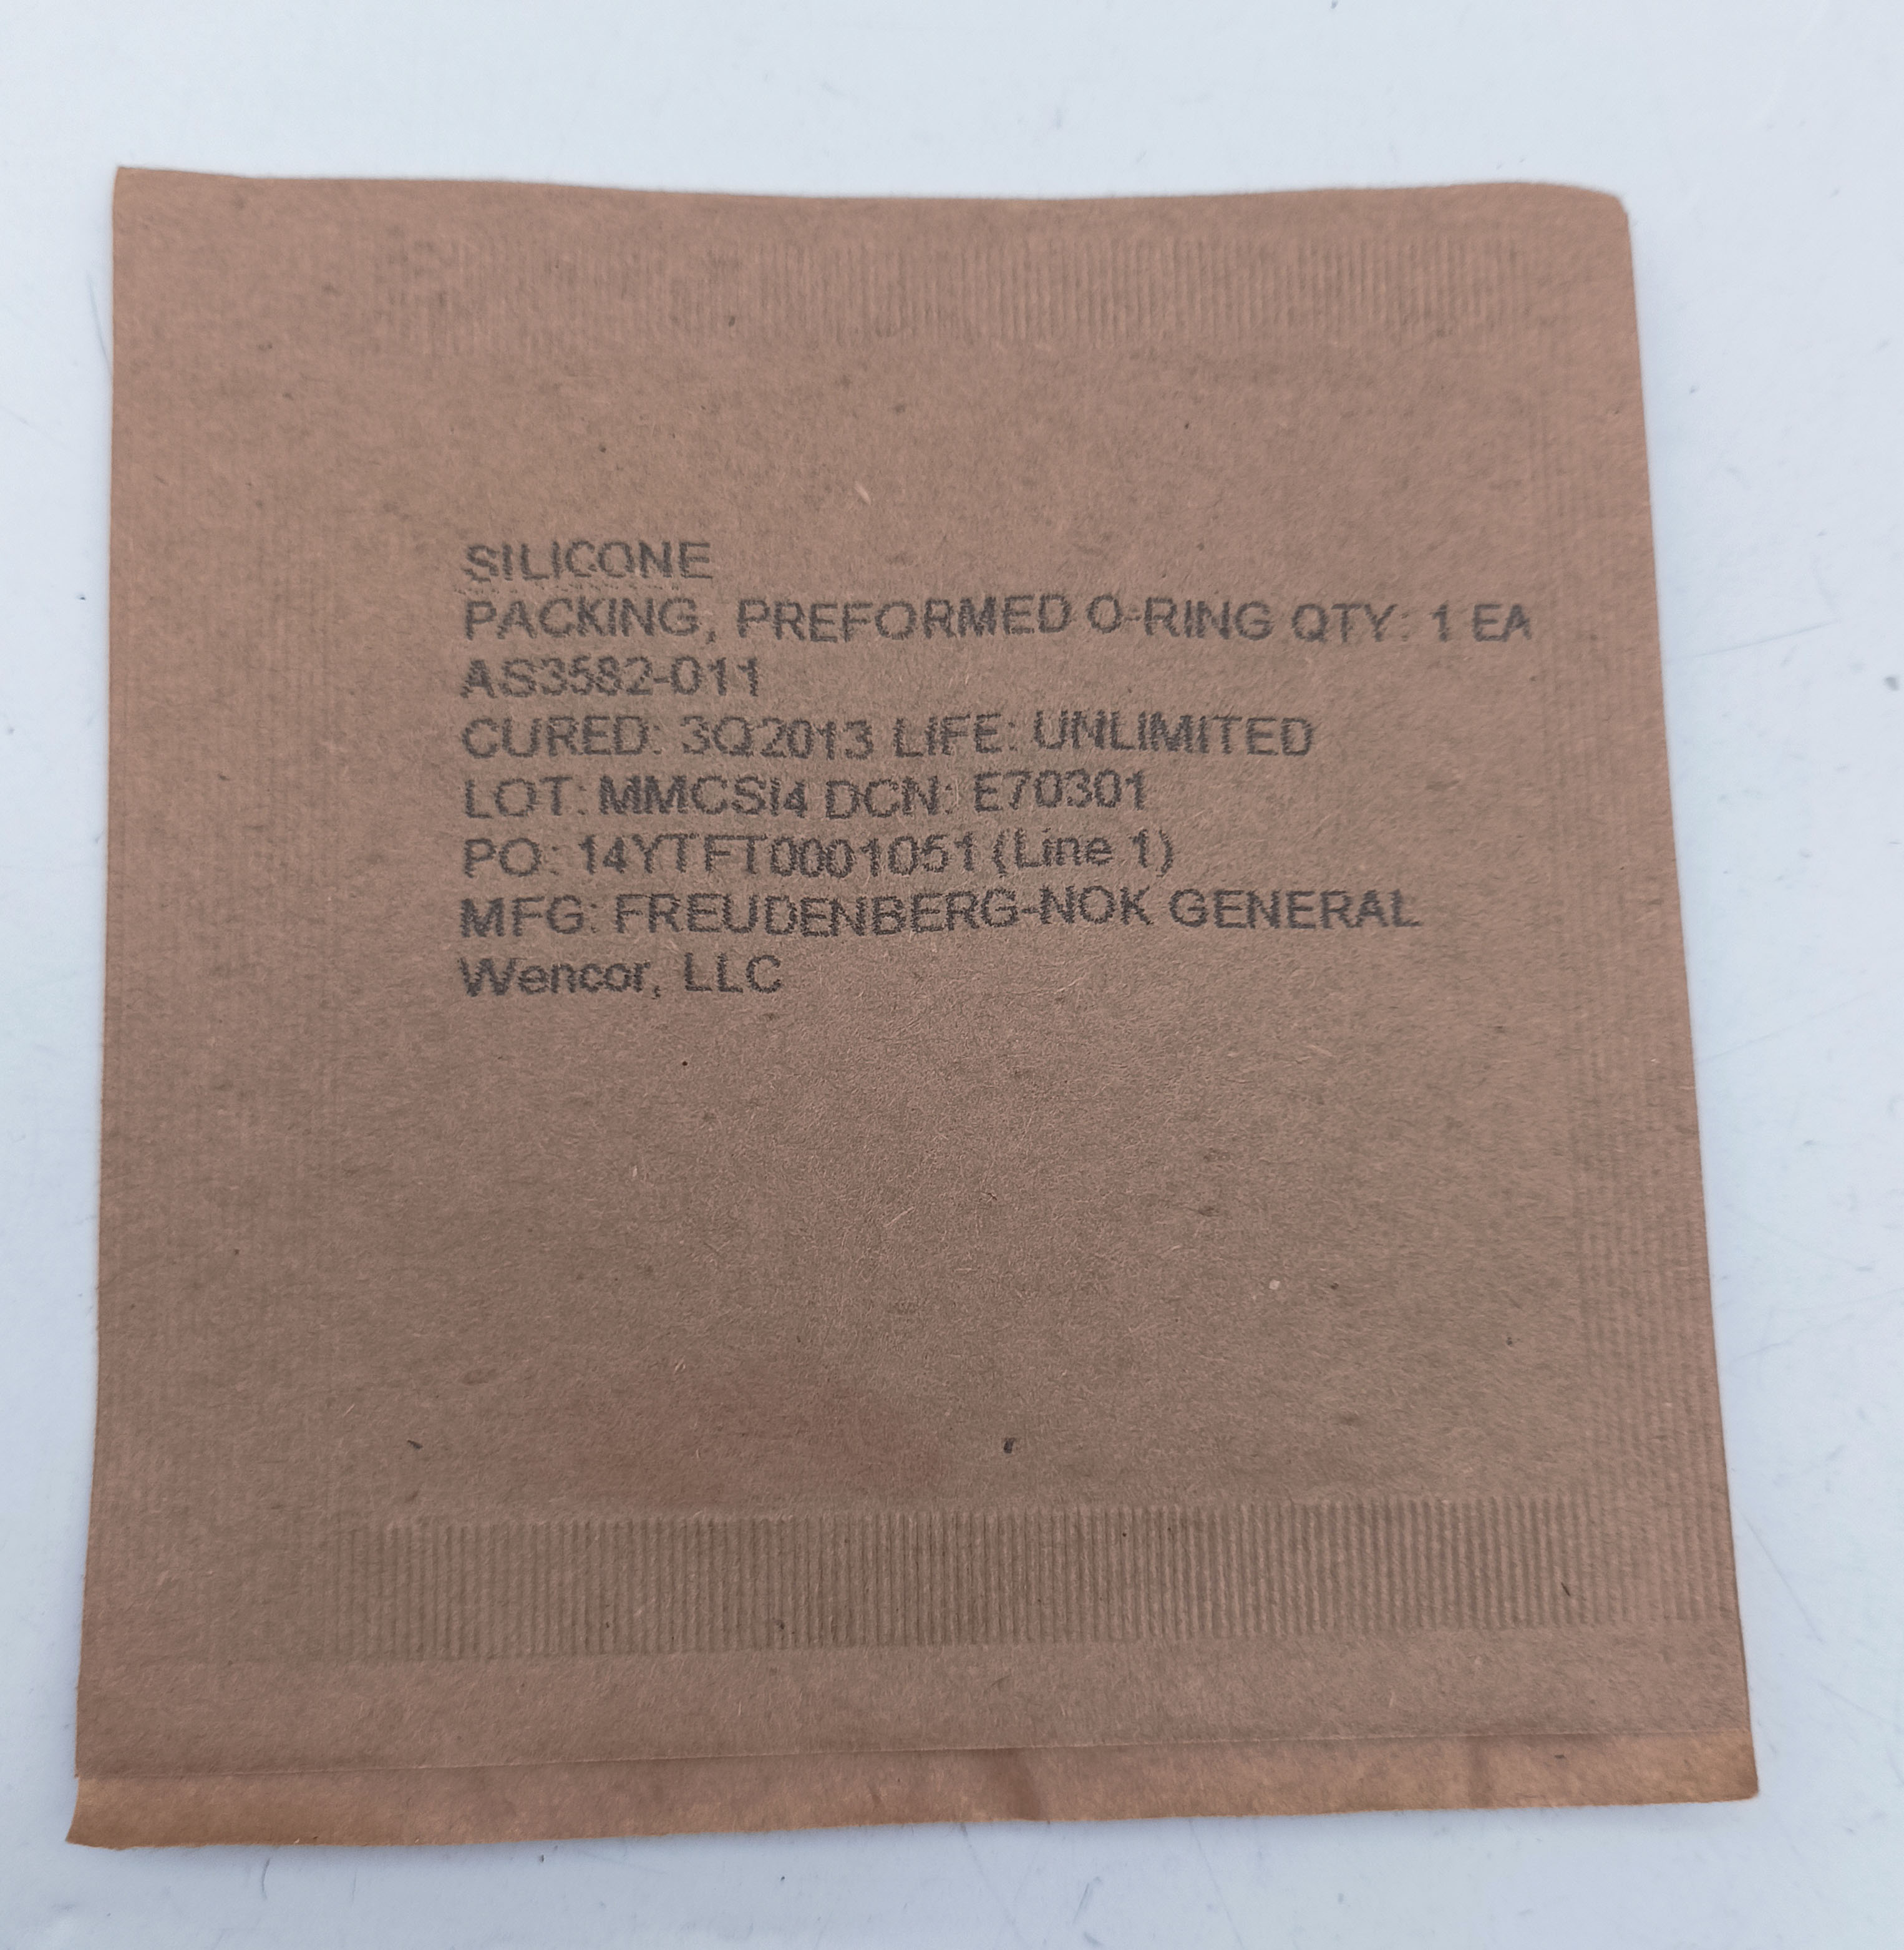 SILICONE
PACKING, PREFORMED O-RING QTY: 1 EA
AS3582-011
CURED: 3Q2013 LIFE: UNLIMITED
LOT: MMCSI4 DCN: E70301
PO: 14YTFT0001051 (Line 1)
MFG: FREUDENBERG-NOK GENERAL
Wencor, LLC